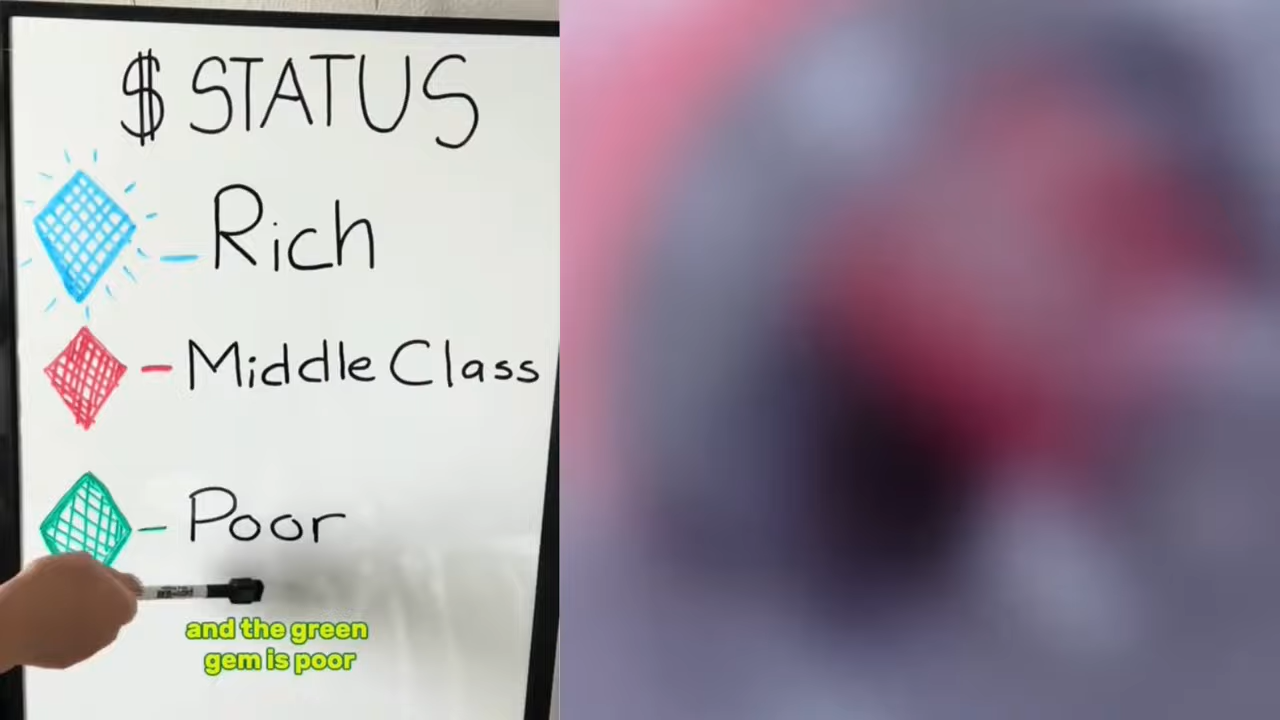 $ STATUS
– Rich
– Middle Class
– Poor
and the green
gem is poor